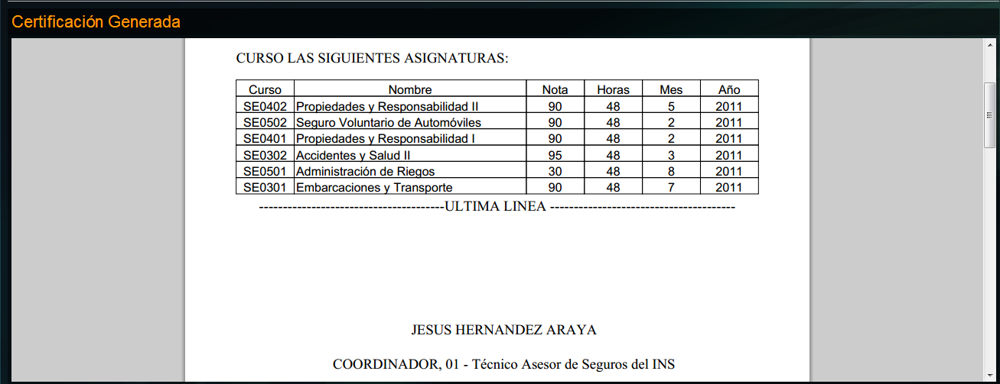 Certificación Generada
CURSO LAS SIGUIENTES ASIGNATURAS:
Curso Nombre Nota Horas Mes Año
SE0402 Propiedades y Responsabilidad II 90 48 5 2011
SE0502 Seguro Voluntario de Automóviles 90 48 2 2011
SE0401 Propiedades y Responsabilidad I 90 48 2 2011
SE0302 Accidentes y Salud II 95 48 3 2011
SE0501 Administración de Riegos 30 48 8 2011
SE0301 Embarcaciones y Transporte 90 48 7 2011
---------------------------------------ULTIMA LINEA ---------------------------------------
JESUS HERNANDEZ ARAYA
COORDINADOR, 01 - Técnico Asesor de Seguros del INS